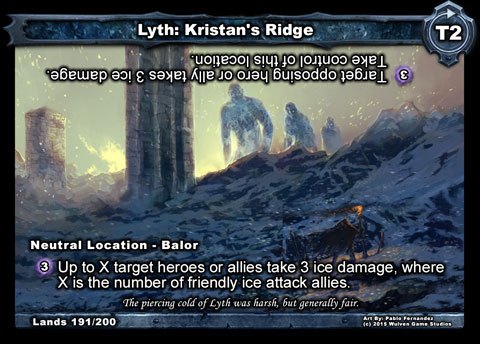 Lyth: Kristan's Ridge
T2
3 Target opposing hero or ally takes 3 ice damage.
Take control of this location.
Neutral Location - Balor
3 Up to X target heroes or allies take 3 ice damage, where
X is the number of friendly ice attack allies.
The piercing cold of Lyth was harsh, but generally fair.
Lands 191/200
Art By: Pablo Fernandez
(c) 2015 Wulven Game Studios